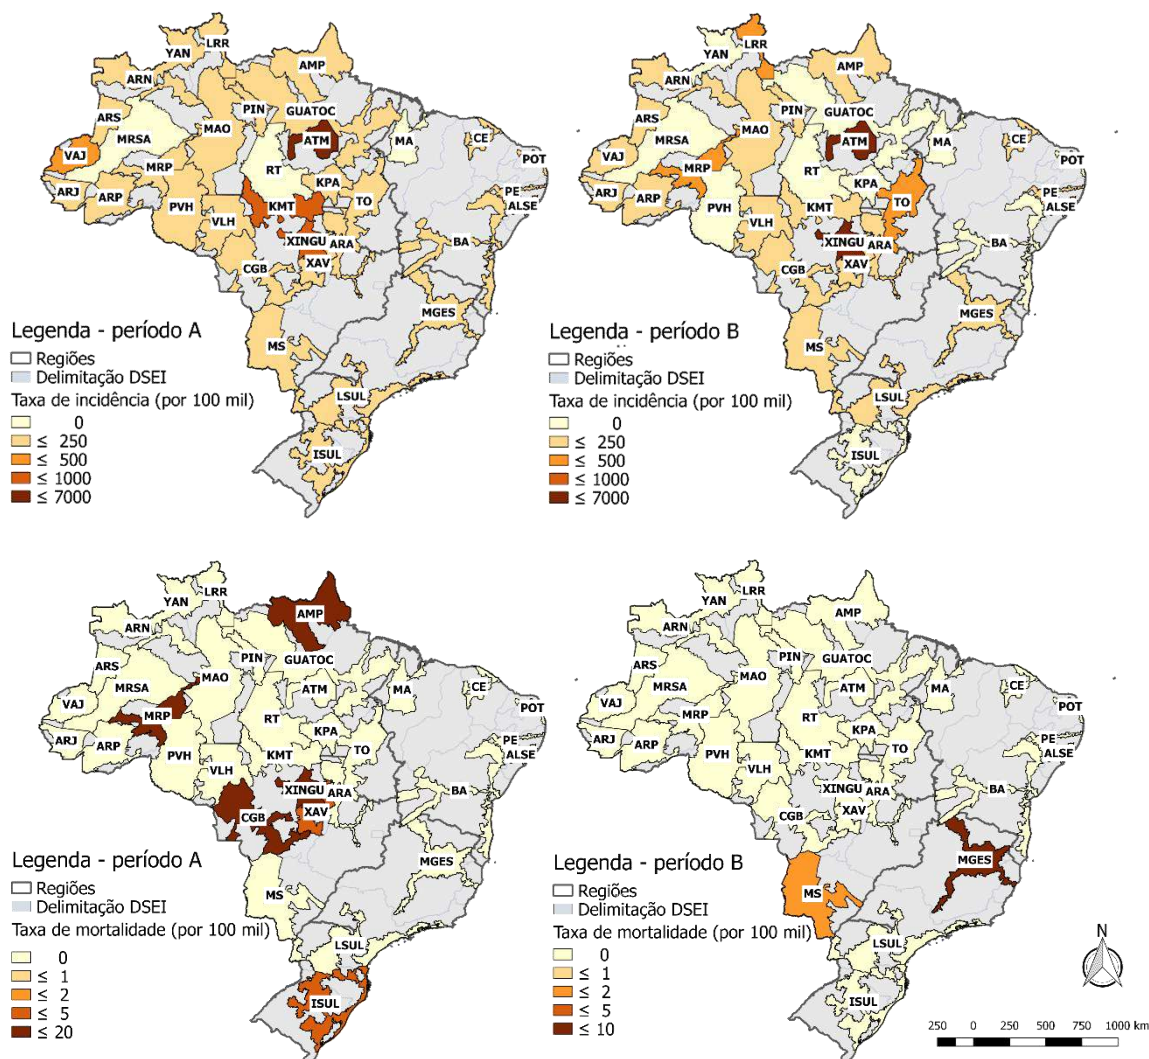 YAN
LRR
AMP
ARN
PIN
GUATOC
ARS
MAO
MRSA
ATM
MA
CE
VAJ
MRP
RT
POT
KPA
ARJ
ARP
PE
PVH
KMT
TO
ALSE
VLH
XINGU
ARA
BA
CGB
XAV
MGES
MS
LSUL
ISUL
Legenda - período A
Regiões
Delimitação DSEI
Taxa de incidência (por 100 mil)
0
≤ 250
≤ 500
≤ 1000
≤ 7000
YAN
LRR
AMP
ARN
PIN
GUATOC
ARS
MAO
MRSA
ATM
MA
CE
VAJ
MRP
RT
POT
KPA
ARJ
ARP
PE
PVH
KMT
TO
ALSE
VLH
XINGU
ARA
BA
CGB
XAV
MGES
MS
LSUL
ISUL
Legenda - período B
Regiões
Delimitação DSEI
Taxa de incidência (por 100 mil)
0
≤ 250
≤ 500
≤ 1000
≤ 7000
YAN
LRR
AMP
ARN
PIN
GUATOC
ARS
MAO
MRSA
ATM
MA
CE
VAJ
MRP
RT
POT
KPA
ARJ
ARP
PE
PVH
KMT
TO
ALSE
VLH
XINGU
ARA
BA
CGB
XAV
MGES
MS
LSUL
ISUL
Legenda - período A
Regiões
Delimitação DSEI
Taxa de mortalidade (por 100 mil)
0
≤ 1
≤ 2
≤ 5
≤ 20
YAN
LRR
AMP
ARN
PIN
GUATOC
ARS
MAO
MRSA
ATM
MA
CE
VAJ
MRP
RT
POT
KPA
ARJ
ARP
PE
PVH
KMT
TO
ALSE
VLH
XINGU
ARA
BA
CGB
XAV
MGES
MS
LSUL
ISUL
Legenda - período B
Regiões
Delimitação DSEI
Taxa de mortalidade (por 100 mil)
0
≤ 1
≤ 2
≤ 5
≤ 10
N
250 0 250 500 750 1000 km